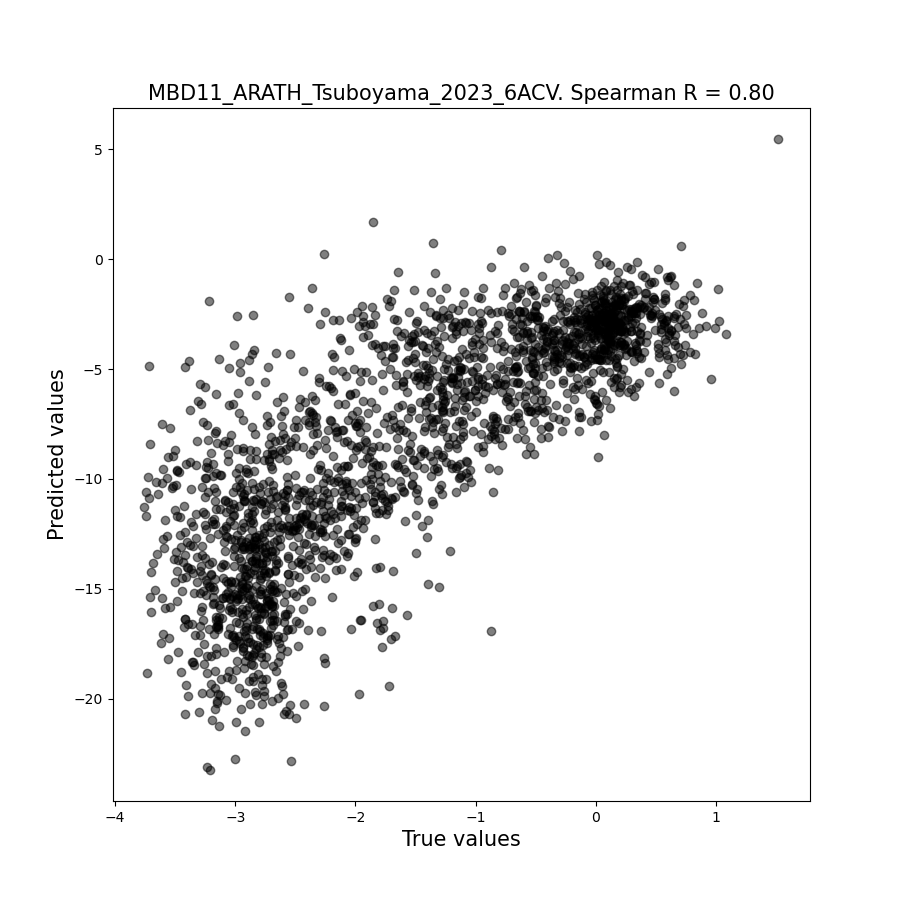 MBD11_ARATH_Tsuboyama_2023_6ACV. Spearman R = 0.80
5
0
−5
−10
−15
−20
Predicted values
−4 −3 −2 −1 0 1
True values